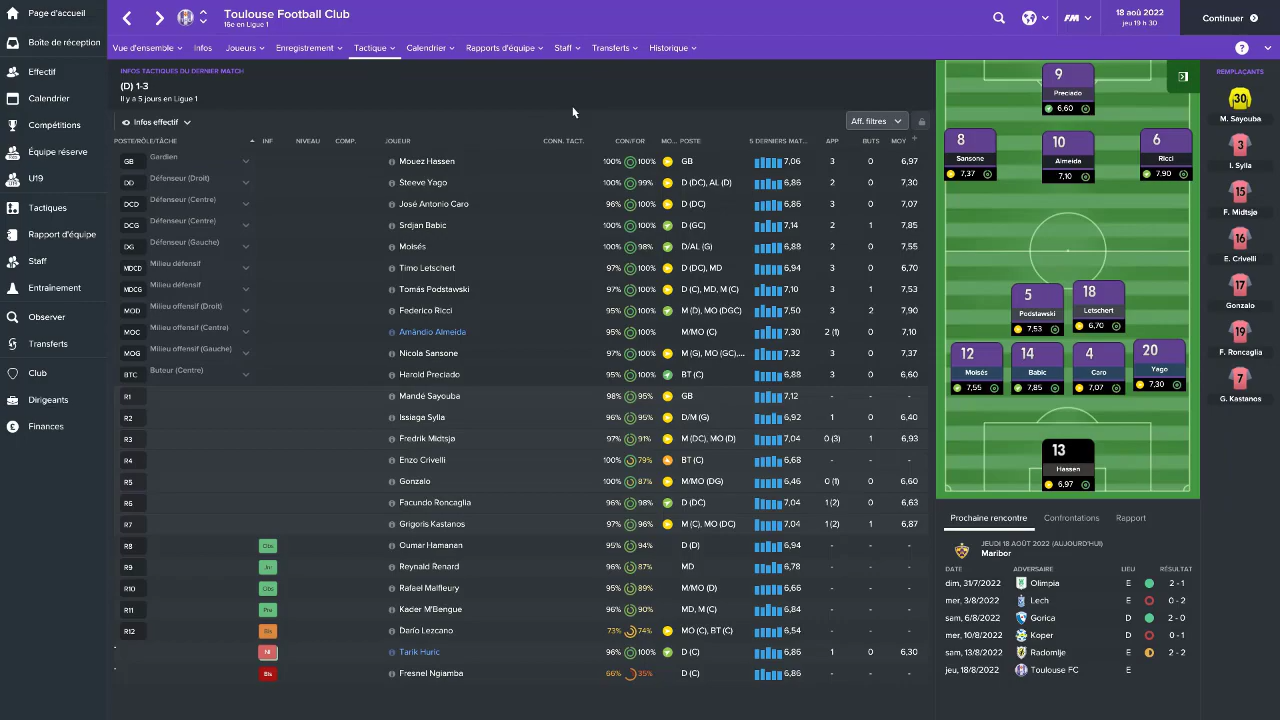 Page d'accueil
Boîte de réception
Effectif
Calendrier
Compétitions
Équipe réserve
U19
Tactiques
Rapport d'équipe
Staff
Entraînement
Observer
Transferts
Club
Dirigeants
Finances
Toulouse Football Club
16e en Ligue 1
FM
18 aoû 2022
jeu 19 h 30
Continuer
Vue d'ensemble Infos Joueurs Enregistrement Tactique Calendrier Rapports d'équipe Staff Transferts Historique ?
INFOS TACTIQUES DU DERNIER MATCH
(D) 1-3
Il y a 5 jours en Ligue 1
Infos effectif
Aff. filtres
POSTE/RÔLE/TÂCHE INF NIVEAU COMP. JOUEUR CONN. TACT. CON/FOR MO... POSTE 5 DERNIERS MAT... APP BUTS MOY
GB Gardien Mouez Hassen 100% 100% GB 7,06 3 0 6,97
DD Défenseur (Droit) Steeve Yago 100% 99% D (DC), AL (D) 6,86 2 0 7,30
DCD Défenseur (Centre) José Antonio Caro 96% 100% D (DC) 6,86 3 0 7,07
DCG Défenseur (Centre) Srdjan Babic 100% 100% D (GC) 7,14 2 1 7,85
DG Défenseur (Gauche) Moisés 100% 98% D/AL (G) 6,88 2 0 7,55
MDCD Milieu défensif Timo Letschert 97% 100% D (DC), MD 6,94 3 0 6,70
MDCG Milieu défensif Tomás Podstawski 97% 100% D (C), MD, M (C) 7,10 3 1 7,53
MOD Milieu offensif (Droit) Federico Ricci 95% 100% M (D), MO (DGC) 7,50 3 2 7,90
MOC Milieu offensif (Centre) Amândio Almeida 95% 100% M/MO (C) 7,30 2 (1) 0 7,10
MOG Milieu offensif (Gauche) Nicola Sansone 97% 100% M (G), MO (GC),... 7,32 3 0 7,37
BTC Buteur (Centre) Harold Preciado 95% 100% BT (C) 6,88 3 0 6,60
R1 Mandé Sayouba 98% 95% GB 7,12 - - -
R2 Issiaga Sylla 96% 95% D/M (G) 6,92 1 0 6,40
R3 Fredrik Midtsjø 97% 91% M (DC), MO (D) 7,04 0 (3) 1 6,93
R4 Enzo Crivelli 100% 79% BT (C) 6,68 - - -
R5 Gonzalo 100% 87% M/MO (DG) 6,46 0 (1) 0 6,60
R6 Facundo Roncaglia 96% 98% D (DC) 7,04 1 (2) 0 6,63
R7 Grigoris Kastanos 97% 96% M (C), MO (DC) 7,04 1 (2) 1 6,87
R8 Obs Oumar Hamanan 95% 94% D (D) 6,94 - - -
R9 Jnr Reynald Renard 96% 87% MD 6,78 - - -
R10 Obs Rafael Malfleury 95% 89% M/MO (D) 6,66 - - -
R11 Pre Kader M'Bengue 96% 90% MD, M (C) 6,84 - - -
R12 Bls Darío Lezcano 73% 74% MO (C), BT (C) 6,54 - - -
NI Tarik Huric 96% 100% D (C) 6,86 1 0 6,30
Bls Fresnel Ngiamba 66% 35% D (C) 6,86 - - -
9
Preciado
6,60
8 10 6
Sansone Almeida Ricci
7,37 7,10 7,90
5 18
Podstawski Letschert
7,53 6,70
12 14 4 20
Moisés Babic Caro Yago
7,55 7,85 7,07 7,30
13
Hassen
6,97
REMPLAÇANTS
30
M. Sayouba
3
I. Sylla
15
F. Midtsjø
16
E. Crivelli
17
Gonzalo
19
F. Roncaglia
7
G. Kastanos
Prochaine rencontre Confrontations Rapport
JEUDI 18 AOÛT 2022 (AUJOURD'HUI)
Maribor
DATE ADVERSAIRE LIEU RÉSULTAT
dim, 31/7/2022 Olimpia E 2 - 1
mer, 3/8/2022 Lech E 0 - 2
sam, 6/8/2022 Gorica D 2 - 0
mer, 10/8/2022 Koper D 0 - 1
sam, 13/8/2022 Radomlje E 2 - 2
jeu, 18/8/2022 Toulouse FC E